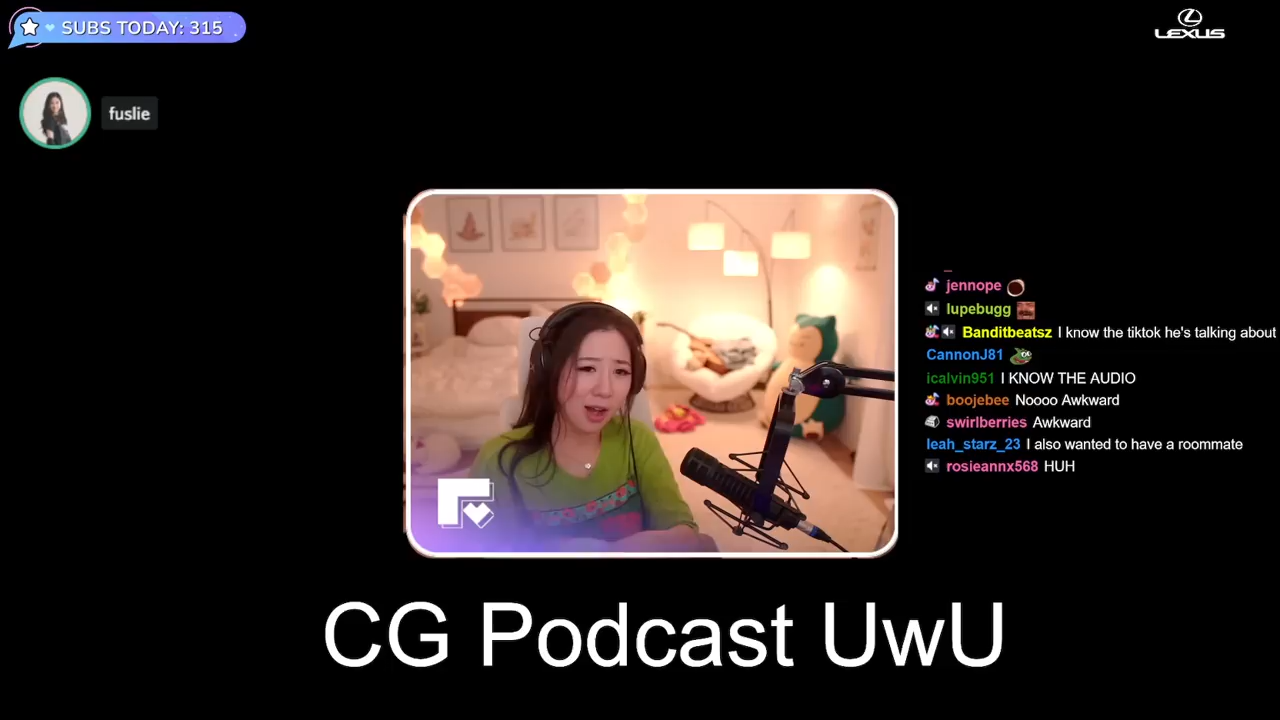 SUBS TODAY: 315
LEXUS
fuslie
jennope
lupebugg
Banditbeatsz I know the tiktok he's talking about
CannonJ81
icalvin951 I KNOW THE AUDIO
boojebee Noooo Awkward
swirlberries Awkward
leah_starz_23 I also wanted to have a roommate
rosieannx568 HUH
CG Podcast UwU